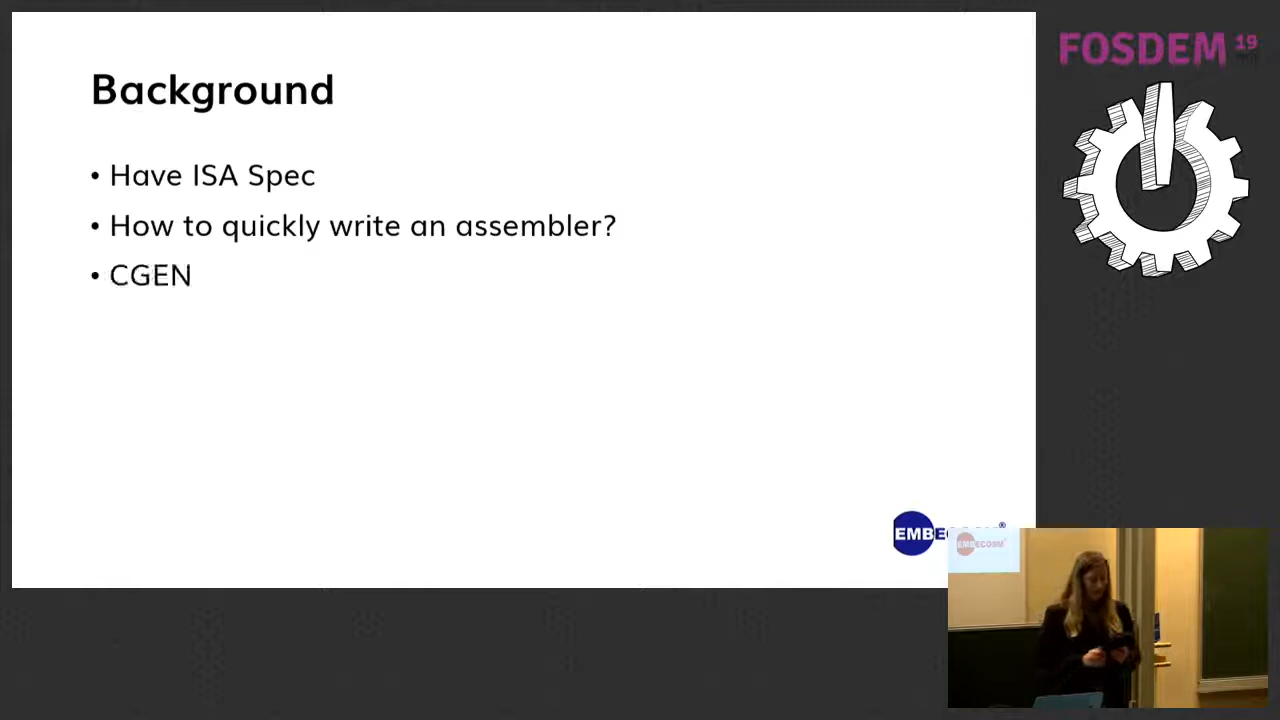 Background
• Have ISA Spec
• How to quickly write an assembler?
• CGEN
FOSDEM 19
EMBECOSM®